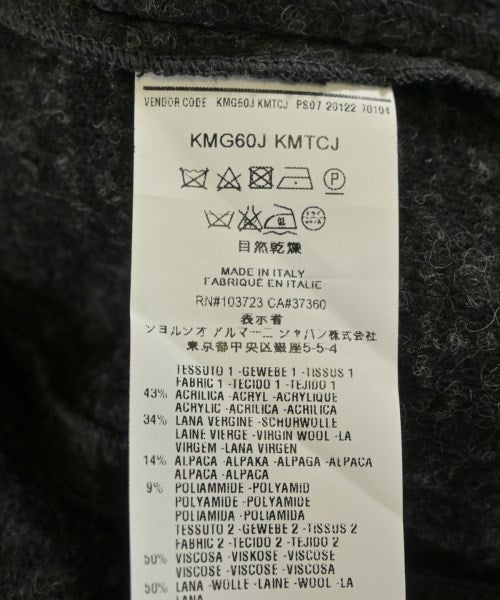 VENDOR CODE KMG60J KMTCJ PS07 20122 70104
KMG60J KMTCJ
P
ドライ
自然乾燥
MADE IN ITALY
FABRIQUÉ EN ITALIE
RN#103723 CA#37360
表示者
ジョルジオ アルマーニ ジャパン株式会社
東京都中央区銀座5-5-4
TESSUTO 1 -GEWEBE 1 -TISSUS 1
FABRIC 1 -TECIDO 1 -TEJIDO 1
43% ACRILICA -ACRYL -ACRYLIQUE
ACRYLIC -ACRILICA -ACRILICA
34% LANA VERGINE -SCHURWOLLE
LAINE VIERGE -VIRGIN WOOL -LA
VIRGEM -LANA VIRGEN
14% ALPACA -ALPAKA -ALPAGA -ALPACA
ALPACA -ALPACA
9% POLIAMMIDE -POLYAMID
POLYAMIDE -POLYAMIDE
POLIAMIDA -POLIAMIDA
TESSUTO 2 -GEWEBE 2 -TISSUS 2
FABRIC 2 -TECIDO 2 -TEJIDO 2
50% VISCOSA -VISKOSE -VISCOSE
VISCOSE -VISCOSE -VISCOSA
50% LANA -WOLLE -LAINE -WOOL -LA
LANA